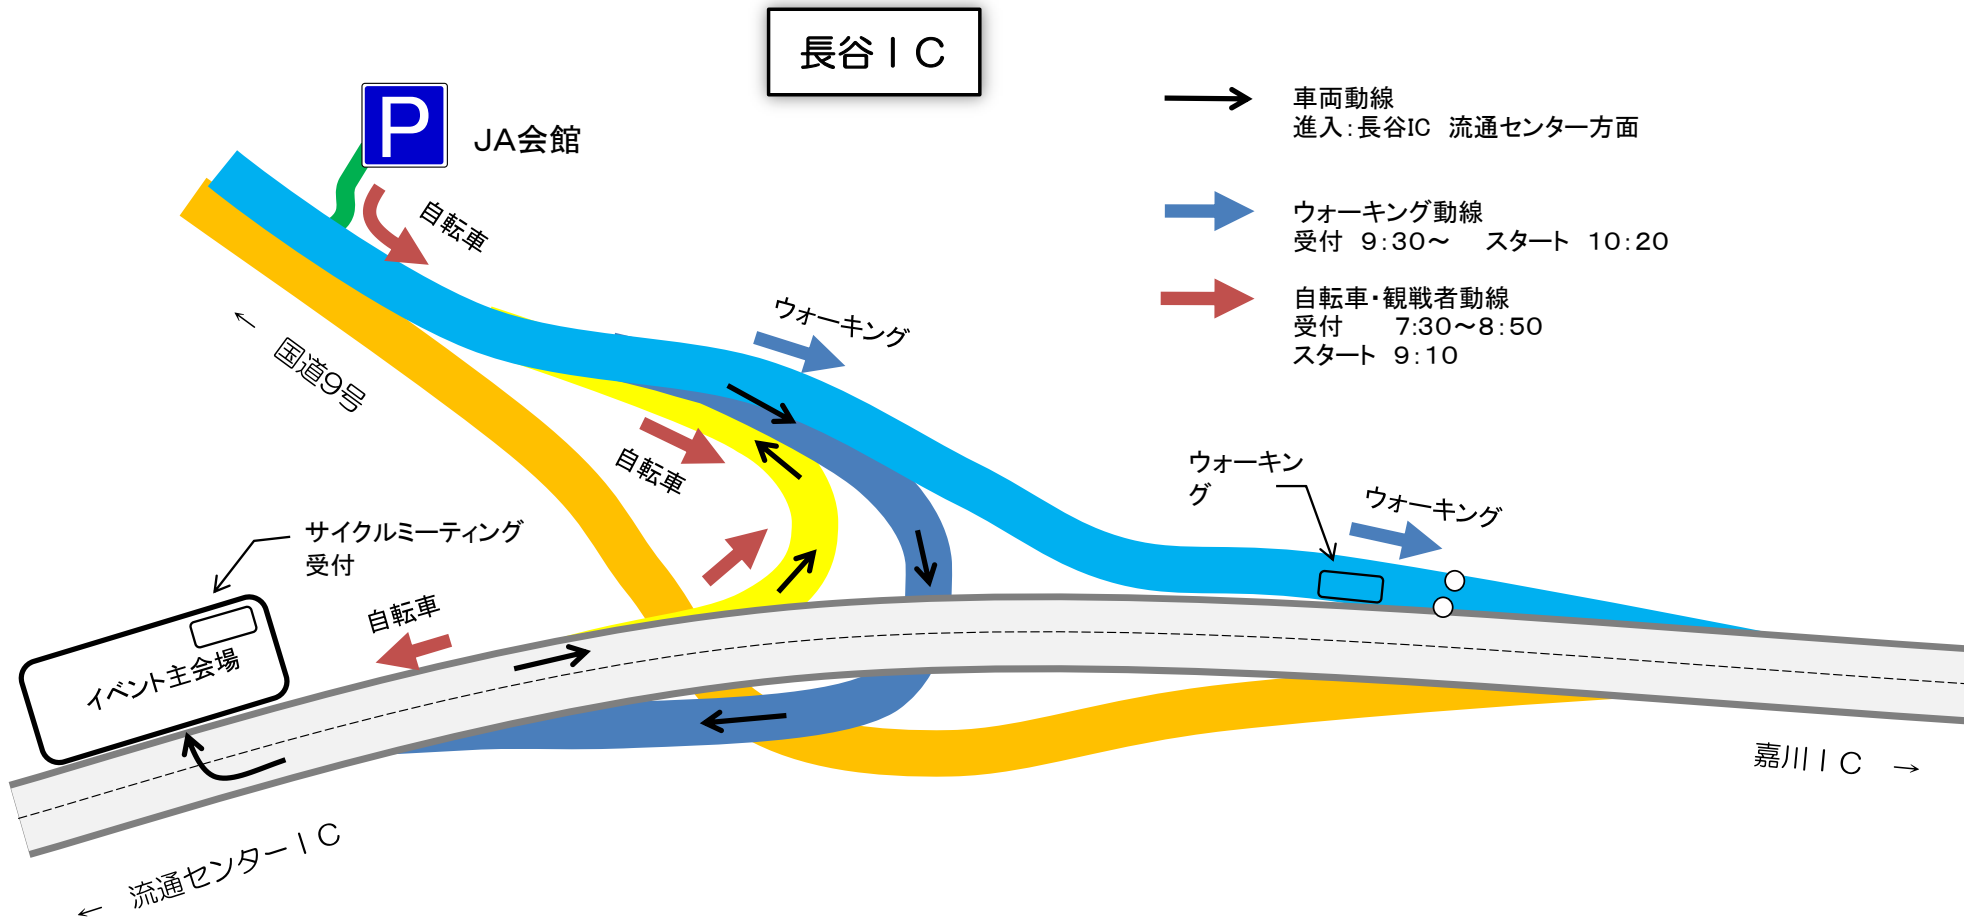 長谷ＩＣ
P
JA会館
車両動線
進入：長谷IC　流通センター方面
ウォーキング動線
受付　9：30～　スタート　10：20
自転車・観戦者動線
受付　7:30～8：50
スタート　9：10
自転車
ウォーキング
← 国道9号
自転車
ウォーキン
グ
ウォーキング
サイクルミーティング
受付
自転車
イベント主会場
嘉川ＩＣ →
← 流通センターＩＣ